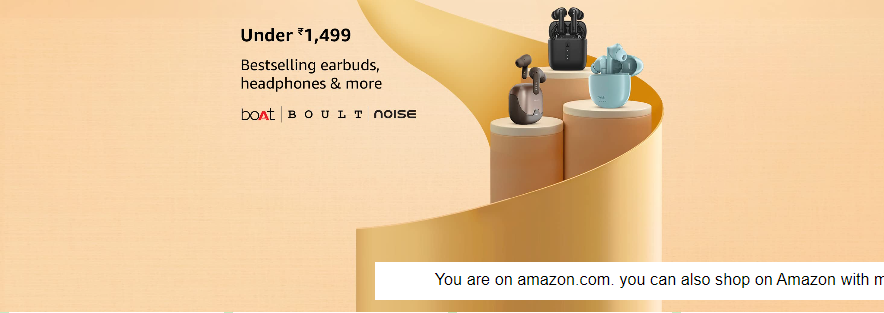 Under ₹1,499
Bestselling earbuds,
headphones & more
boAt | BOULT noise
You are on amazon.com. you can also shop on Amazon with m